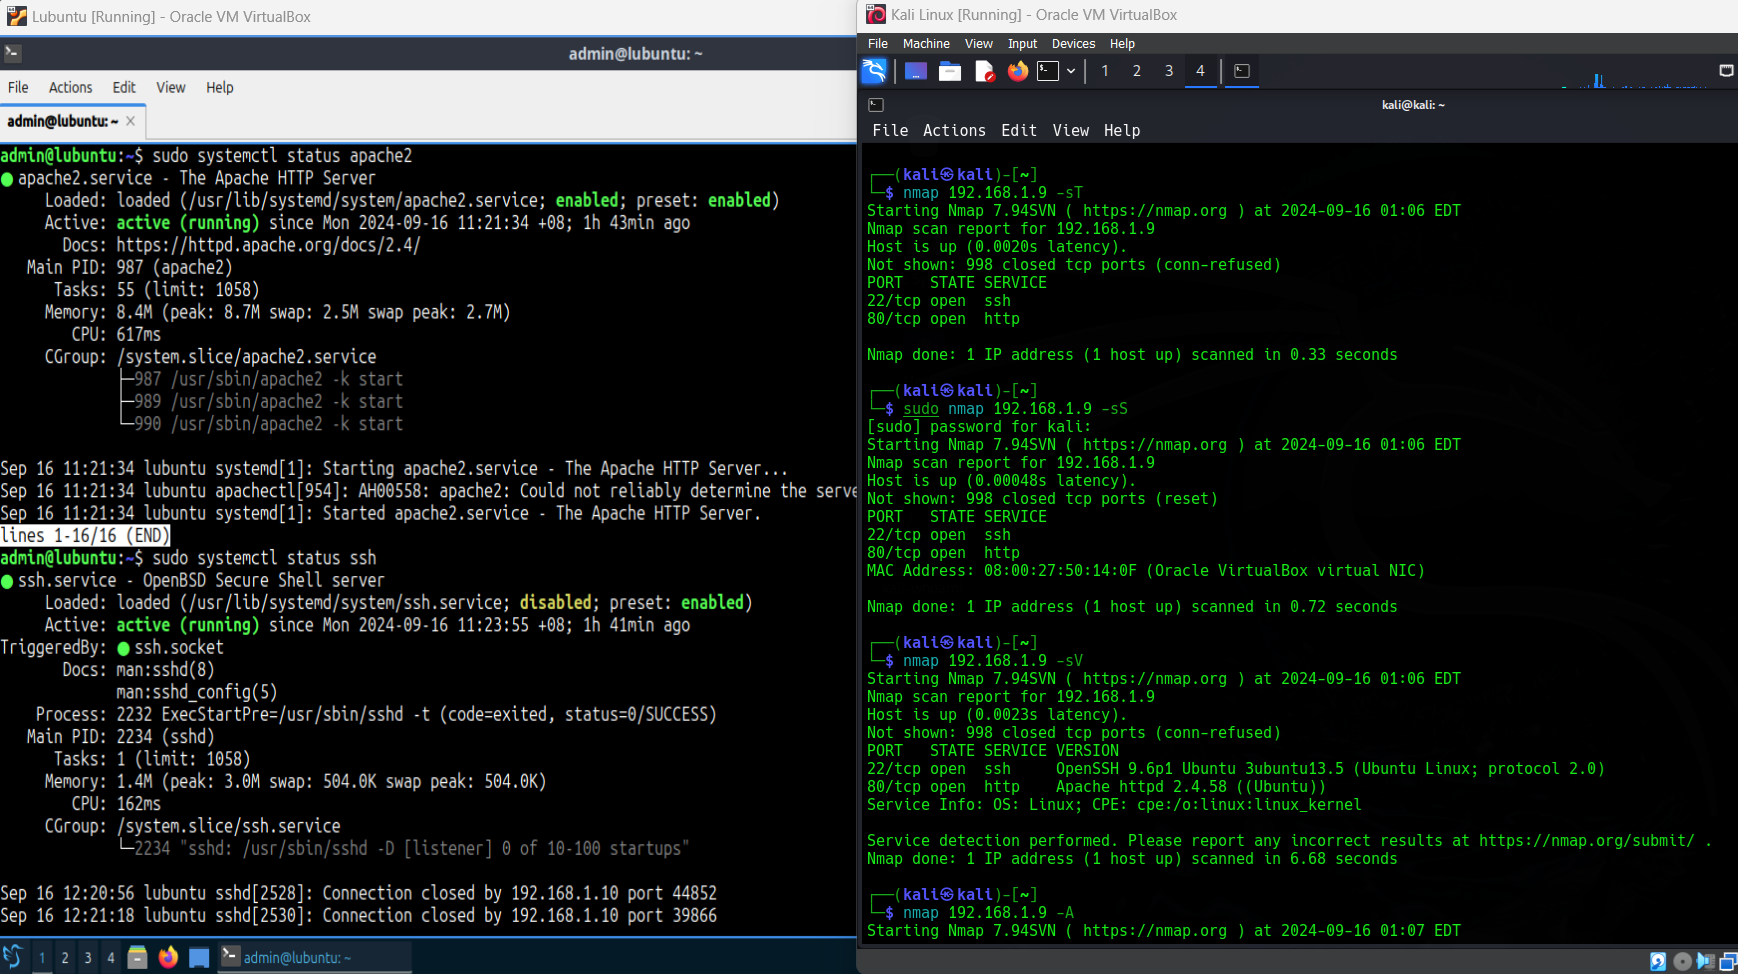 Lubuntu [Running] - Oracle VM VirtualBox
admin@lubuntu: ~
File Actions Edit View Help
admin@lubuntu: ~ ×
admin@lubuntu:~$ sudo systemctl status apache2
● apache2.service - The Apache HTTP Server
Loaded: loaded (/usr/lib/systemd/system/apache2.service; enabled; preset: enabled)
Active: active (running) since Mon 2024-09-16 11:21:34 +08; 1h 43min ago
Docs: https://httpd.apache.org/docs/2.4/
Main PID: 987 (apache2)
Tasks: 55 (limit: 1058)
Memory: 8.4M (peak: 8.7M swap: 2.5M swap peak: 2.7M)
CPU: 617ms
CGroup: /system.slice/apache2.service
├─987 /usr/sbin/apache2 -k start
├─989 /usr/sbin/apache2 -k start
└─990 /usr/sbin/apache2 -k start
Sep 16 11:21:34 lubuntu systemd[1]: Starting apache2.service - The Apache HTTP Server...
Sep 16 11:21:34 lubuntu apachectl[954]: AH00558: apache2: Could not reliably determine the serve
Sep 16 11:21:34 lubuntu systemd[1]: Started apache2.service - The Apache HTTP Server.
lines 1-16/16 (END)
admin@lubuntu:~$ sudo systemctl status ssh
● ssh.service - OpenBSD Secure Shell server
Loaded: loaded (/usr/lib/systemd/system/ssh.service; disabled; preset: enabled)
Active: active (running) since Mon 2024-09-16 11:23:55 +08; 1h 41min ago
TriggeredBy: ● ssh.socket
Docs: man:sshd(8)
man:sshd_config(5)
Process: 2232 ExecStartPre=/usr/sbin/sshd -t (code=exited, status=0/SUCCESS)
Main PID: 2234 (sshd)
Tasks: 1 (limit: 1058)
Memory: 1.4M (peak: 3.0M swap: 504.0K swap peak: 504.0K)
CPU: 162ms
CGroup: /system.slice/ssh.service
└─2234 "sshd: /usr/sbin/sshd -D [listener] 0 of 10-100 startups"
Sep 16 12:20:56 lubuntu sshd[2528]: Connection closed by 192.168.1.10 port 44852
Sep 16 12:21:18 lubuntu sshd[2530]: Connection closed by 192.168.1.10 port 39866
1 2 3 4 admin@lubuntu: ~
Kali Linux [Running] - Oracle VM VirtualBox
File Machine View Input Devices Help
1 2 3 4
kali@kali: ~
File Actions Edit View Help
┌──(kali㉿kali)-[~]
└─$ nmap 192.168.1.9 -sT
Starting Nmap 7.94SVN ( https://nmap.org ) at 2024-09-16 01:06 EDT
Nmap scan report for 192.168.1.9
Host is up (0.0020s latency).
Not shown: 998 closed tcp ports (conn-refused)
PORT STATE SERVICE
22/tcp open ssh
80/tcp open http
Nmap done: 1 IP address (1 host up) scanned in 0.33 seconds
┌──(kali㉿kali)-[~]
└─$ sudo nmap 192.168.1.9 -sS
[sudo] password for kali:
Starting Nmap 7.94SVN ( https://nmap.org ) at 2024-09-16 01:06 EDT
Nmap scan report for 192.168.1.9
Host is up (0.00048s latency).
Not shown: 998 closed tcp ports (reset)
PORT STATE SERVICE
22/tcp open ssh
80/tcp open http
MAC Address: 08:00:27:50:14:0F (Oracle VirtualBox virtual NIC)
Nmap done: 1 IP address (1 host up) scanned in 0.72 seconds
┌──(kali㉿kali)-[~]
└─$ nmap 192.168.1.9 -sV
Starting Nmap 7.94SVN ( https://nmap.org ) at 2024-09-16 01:06 EDT
Nmap scan report for 192.168.1.9
Host is up (0.0023s latency).
Not shown: 998 closed tcp ports (conn-refused)
PORT STATE SERVICE VERSION
22/tcp open ssh OpenSSH 9.6p1 Ubuntu 3ubuntu13.5 (Ubuntu Linux; protocol 2.0)
80/tcp open http Apache httpd 2.4.58 ((Ubuntu))
Service Info: OS: Linux; CPE: cpe:/o:linux:linux_kernel
Service detection performed. Please report any incorrect results at https://nmap.org/submit/ .
Nmap done: 1 IP address (1 host up) scanned in 6.68 seconds
┌──(kali㉿kali)-[~]
└─$ nmap 192.168.1.9 -A
Starting Nmap 7.94SVN ( https://nmap.org ) at 2024-09-16 01:07 EDT